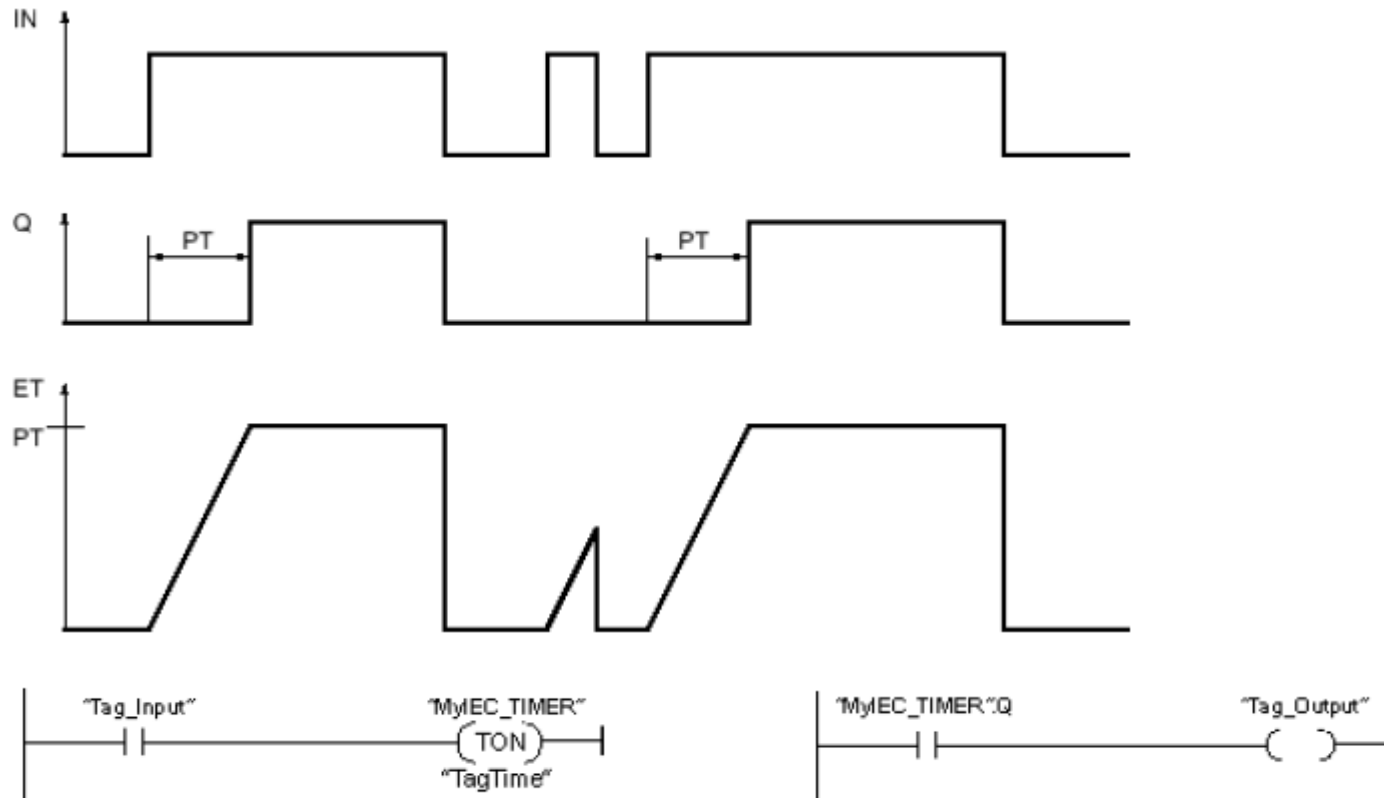 IN
Q
PT
PT
ET
PT
"Tag_Input"
"MyIEC_TIMER"
TON
"TagTime"
"MyIEC_TIMER".Q
"Tag_Output"